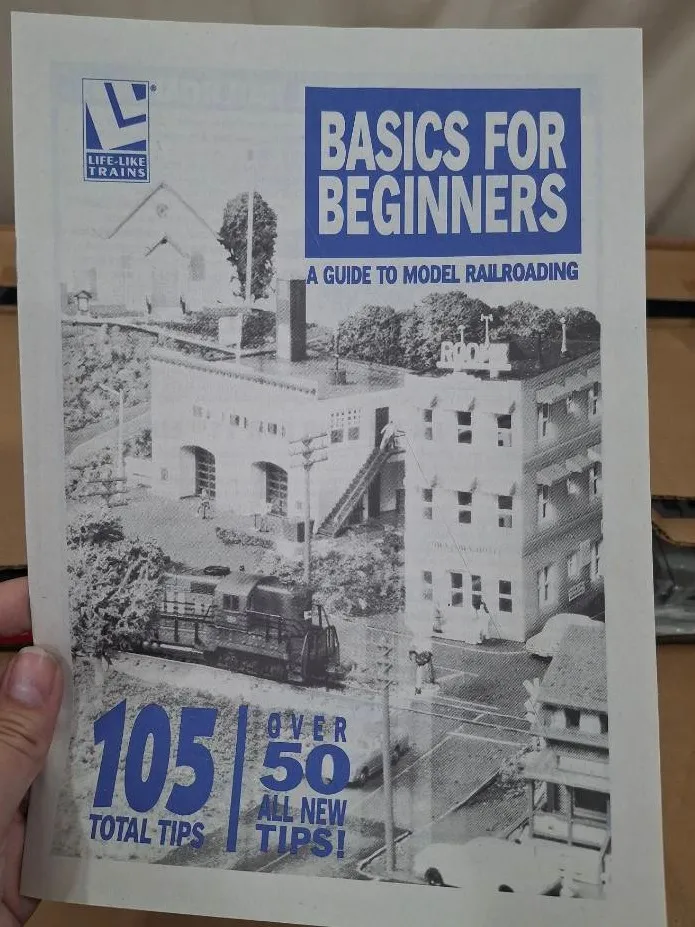 LIFE-LIKE
TRAINS
BASICS FOR
BEGINNERS
A GUIDE TO MODEL RAILROADING
105
TOTAL TIPS
OVER
50
ALL NEW
TIPS!